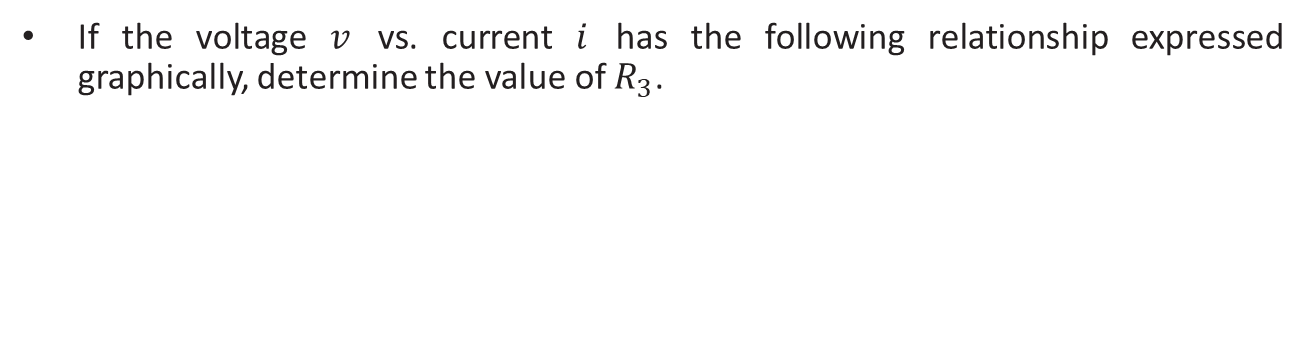 • If the voltage 𝑣 vs. current 𝑖 has the following relationship expressed
graphically, determine the value of 𝑅₃.